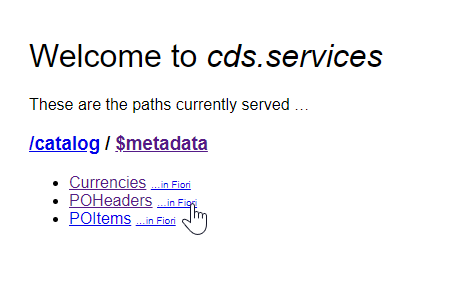 Welcome to cds.services
These are the paths currently served …
/catalog / $metadata
Currencies ...in Fiori
POHeaders ...in Fiori
POItems ...in Fiori